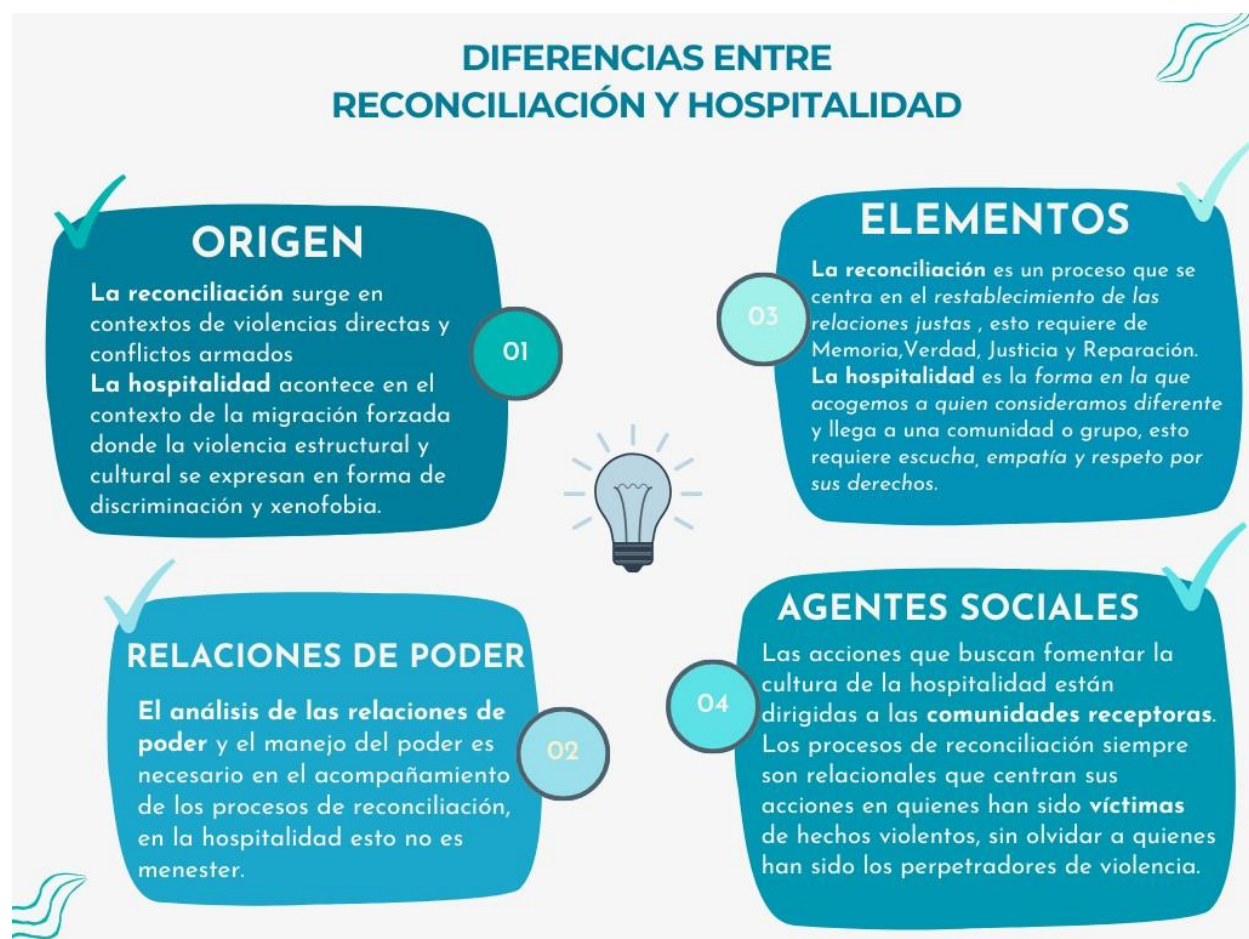 DIFERENCIAS ENTRE
RECONCILIACIÓN Y HOSPITALIDAD
ORIGEN
La reconciliación surge en
contextos de violencias directas y
conflictos armados
La hospitalidad acontece en el
contexto de la migración forzada
donde la violencia estructural y
cultural se expresan en forma de
discriminación y xenofobia.
01
RELACIONES DE PODER
El análisis de las relaciones de
poder y el manejo del poder es
necesario en el acompañamiento
de los procesos de reconciliación,
en la hospitalidad esto no es
menester.
02
ELEMENTOS
La reconciliación es un proceso que se
centra en el restablecimiento de las
relaciones justas , esto requiere de
Memoria,Verdad, Justicia y Reparación.
La hospitalidad es la forma en la que
acogemos a quien consideramos diferente
y llega a una comunidad o grupo, esto
requiere escucha, empatía y respeto por
sus derechos.
03
AGENTES SOCIALES
Las acciones que buscan fomentar la
cultura de la hospitalidad están
dirigidas a las comunidades receptoras.
Los procesos de reconciliación siempre
son relacionales que centran sus
acciones en quienes han sido víctimas
de hechos violentos, sin olvidar a quienes
han sido los perpetradores de violencia.
04